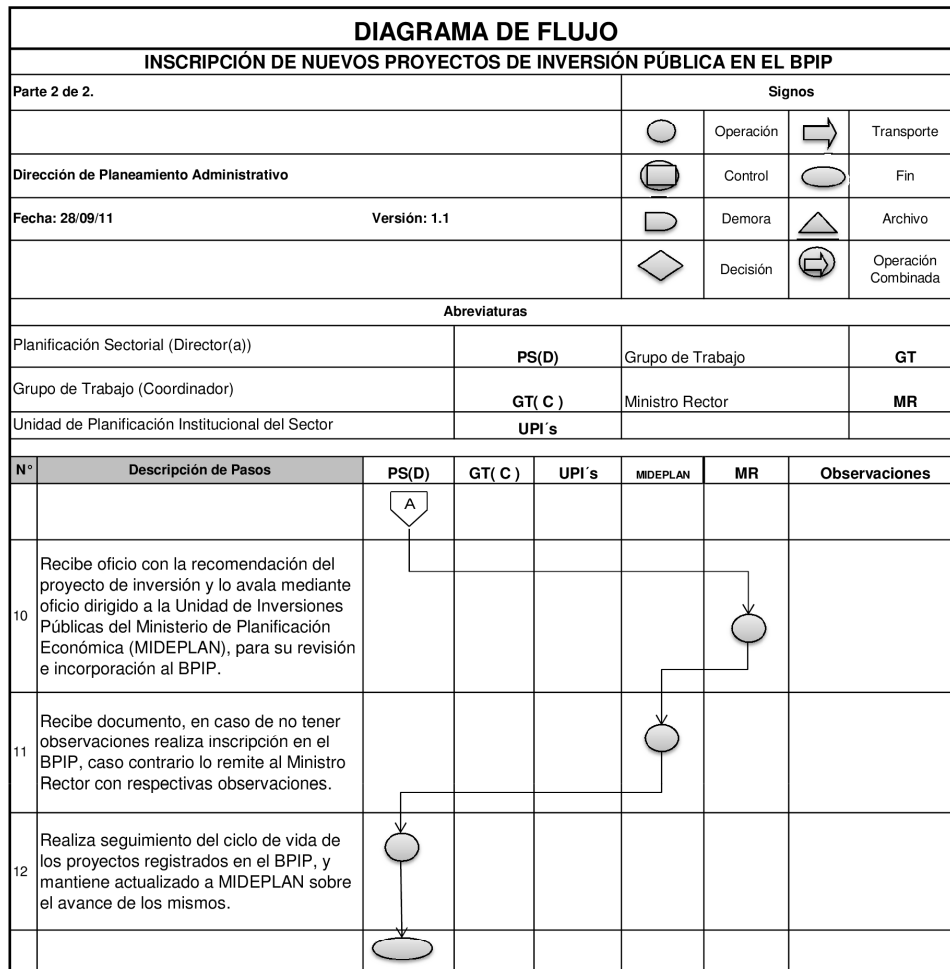 DIAGRAMA DE FLUJO
INSCRIPCIÓN DE NUEVOS PROYECTOS DE INVERSIÓN PÚBLICA EN EL BPIP
Parte 2 de 2.
Signos
Operación
Transporte
Dirección de Planeamiento Administrativo
Control
Fin
Fecha: 28/09/11 Versión: 1.1
Demora
Archivo
Decisión
Operación
Combinada
Abreviaturas
Planificación Sectorial (Director(a))
PS(D)
Grupo de Trabajo
GT
Grupo de Trabajo (Coordinador)
GT( C )
Ministro Rector
MR
Unidad de Planificación Institucional del Sector
UPI´s
N° Descripción de Pasos PS(D) GT( C ) UPI´s MIDEPLAN MR Observaciones
A
10
Recibe oficio con la recomendación del
proyecto de inversión y lo avala mediante
oficio dirigido a la Unidad de Inversiones
Públicas del Ministerio de Planificación
Económica (MIDEPLAN), para su revisión
e incorporación al BPIP.
11
Recibe documento, en caso de no tener
observaciones realiza inscripción en el
BPIP, caso contrario lo remite al Ministro
Rector con respectivas observaciones.
12
Realiza seguimiento del ciclo de vida de
los proyectos registrados en el BPIP, y
mantiene actualizado a MIDEPLAN sobre
el avance de los mismos.